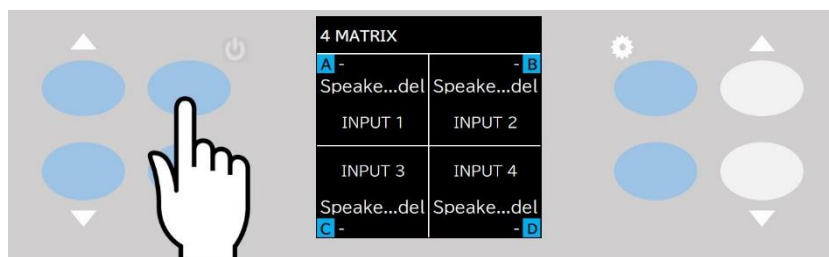 4 MATRIX
A - - B
Speake...del Speake...del
INPUT 1 INPUT 2
INPUT 3 INPUT 4
Speake...del Speake...del
C - - D